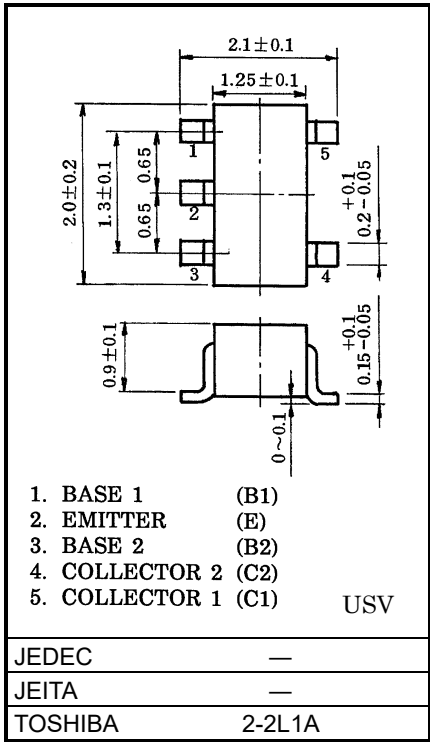 2.1±0.1
1.25±0.1
1
5
2.0±0.2
1.3±0.1
0.65
0.65
2
+0.1
0.2-0.05
3
4
0.9±0.1
+0.1
0.15-0.05
0~0.1
1. BASE 1 (B1)
2. EMITTER (E)
3. BASE 2 (B2)
4. COLLECTOR 2 (C2)
5. COLLECTOR 1 (C1)
USV
JEDEC —
JEITA —
TOSHIBA 2-2L1A